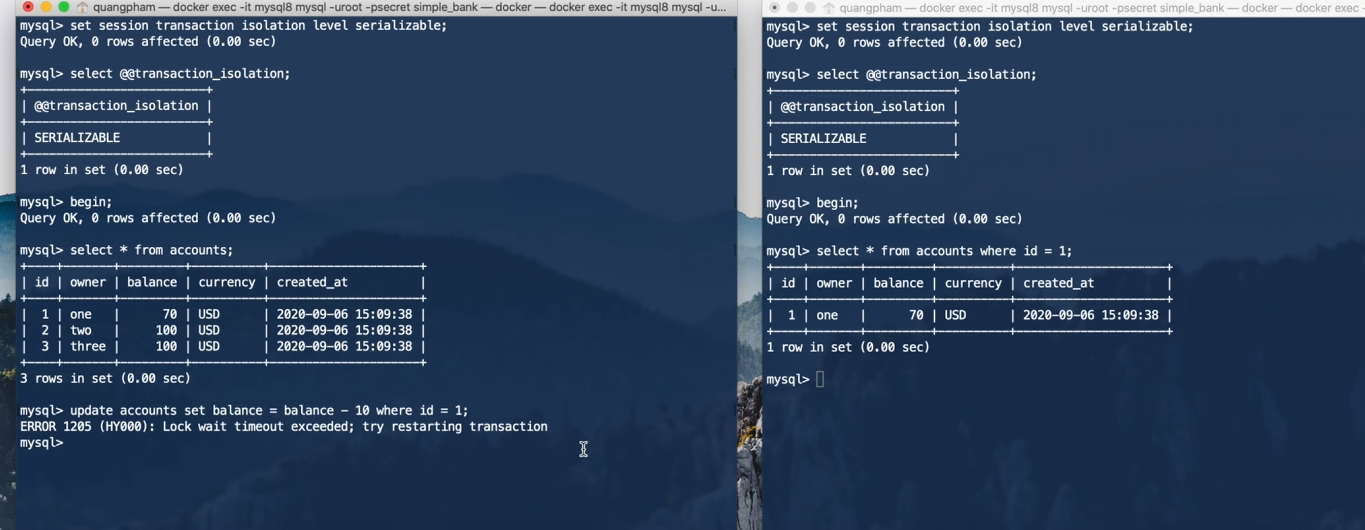 quangpham — docker exec -it mysql8 mysql -uroot -psecret simple_bank — docker — docker exec -it mysql8 mysql -u...
mysql> set session transaction isolation level serializable;
Query OK, 0 rows affected (0.00 sec)
mysql> select @@transaction_isolation;
+-------------------------+
| @@transaction_isolation |
+-------------------------+
| SERIALIZABLE            |
+-------------------------+
1 row in set (0.00 sec)
mysql> begin;
Query OK, 0 rows affected (0.00 sec)
mysql> select * from accounts;
+----+-------+---------+----------+---------------------+
| id | owner | balance | currency | created_at          |
+----+-------+---------+----------+---------------------+
|  1 | one   |      70 | USD      | 2020-09-06 15:09:38 |
|  2 | two   |     100 | USD      | 2020-09-06 15:09:38 |
|  3 | three |     100 | USD      | 2020-09-06 15:09:38 |
+----+-------+---------+----------+---------------------+
3 rows in set (0.00 sec)
mysql> update accounts set balance = balance - 10 where id = 1;
ERROR 1205 (HY000): Lock wait timeout exceeded; try restarting transaction
mysql>
quangpham — docker exec -it mysql8 mysql -uroot -psecret simple_bank — docker — docker exec -it mysql8 mysql -u
mysql> set session transaction isolation level serializable;
Query OK, 0 rows affected (0.00 sec)
mysql> select @@transaction_isolation;
+-------------------------+
| @@transaction_isolation |
+-------------------------+
| SERIALIZABLE            |
+-------------------------+
1 row in set (0.00 sec)
mysql> begin;
Query OK, 0 rows affected (0.00 sec)
mysql> select * from accounts where id = 1;
+----+-------+---------+----------+---------------------+
| id | owner | balance | currency | created_at          |
+----+-------+---------+----------+---------------------+
|  1 | one   |      70 | USD      | 2020-09-06 15:09:38 |
+----+-------+---------+----------+---------------------+
1 row in set (0.00 sec)
mysql>